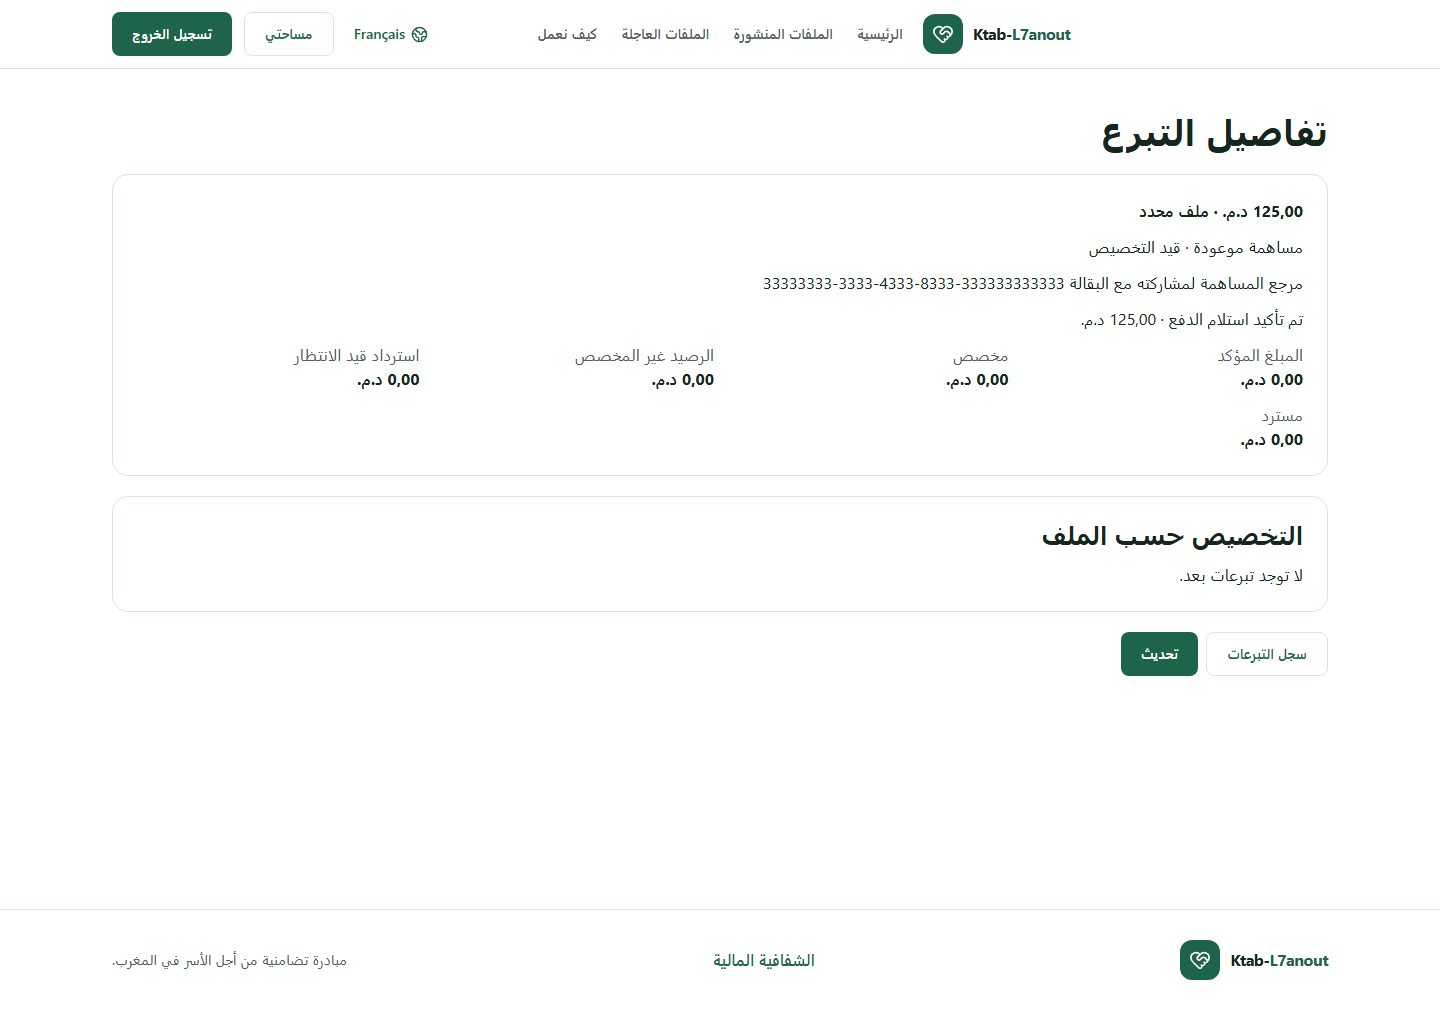 Ktab-L7anout
الرئيسية
الملفات المنشورة
الملفات العاجلة
كيف نعمل
Français
مساحتي
تسجيل الخروج
تفاصيل التبرع
125,00 د.م. · ملف محدد
مساهمة موعودة · قيد التخصيص
مرجع المساهمة لمشاركته مع البقالة 33333333-3333-4333-8333-333333333333
تم تأكيد استلام الدفع · 125,00 د.م.
المبلغ المؤكد
0,00 د.م.
مخصص
0,00 د.م.
الرصيد غير المخصص
0,00 د.م.
استرداد قيد الانتظار
0,00 د.م.
مسترد
0,00 د.م.
التخصيص حسب الملف
لا توجد تبرعات بعد.
سجل التبرعات
تحديث
Ktab-L7anout
الشفافية المالية
مبادرة تضامنية من أجل الأسر في المغرب.